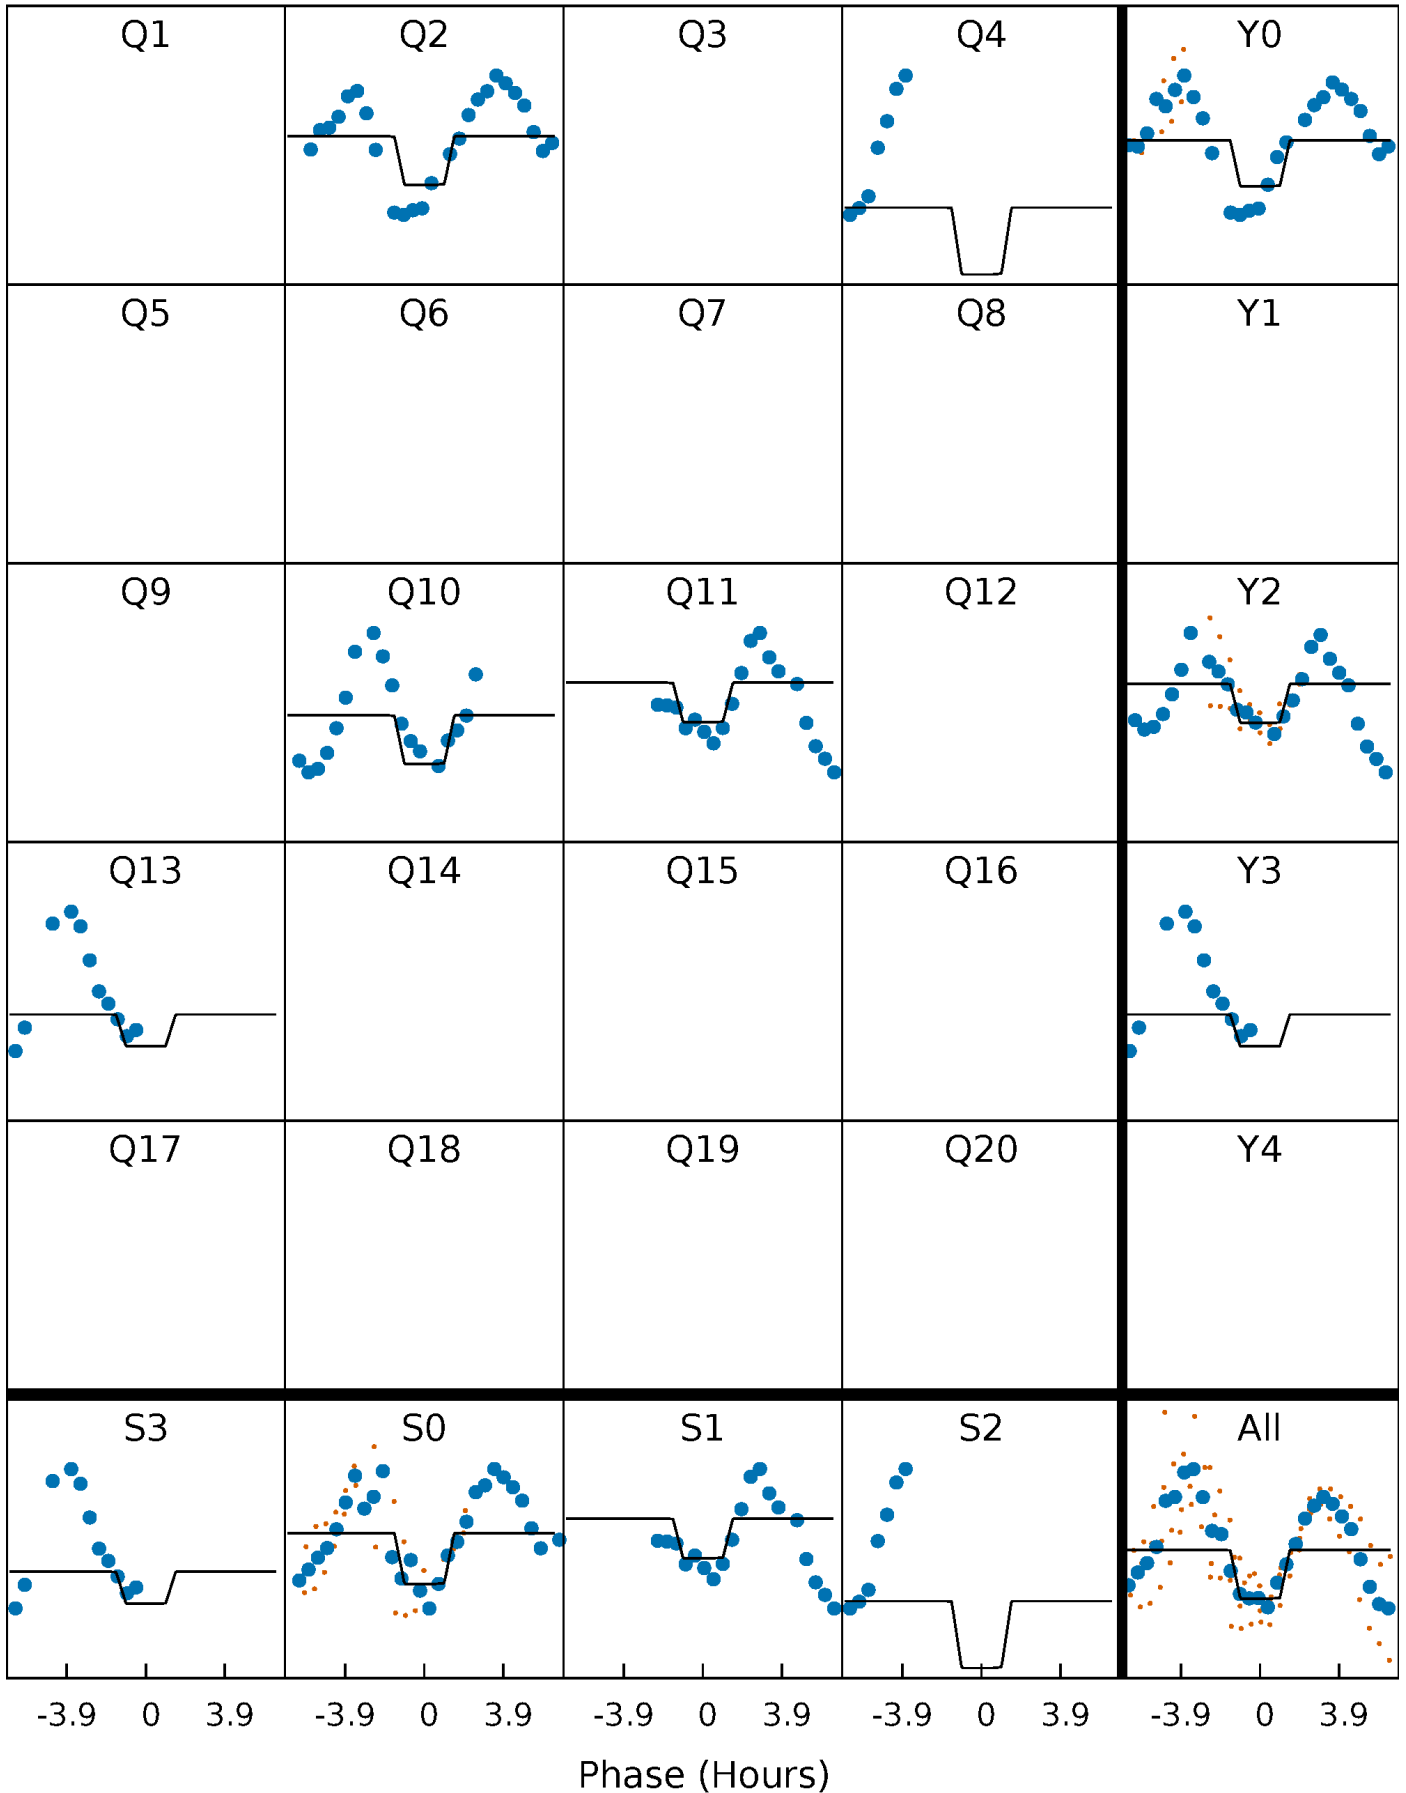 Q1 Q2 Q3 Q4 Y0
Q5 Q6 Q7 Q8 Y1
Q9 Q10 Q11 Q12 Y2
Q13 Q14 Q15 Q16 Y3
Q17 Q18 Q19 Q20 Y4
S3 S0 S1 S2 All
-3.9 0 3.9 -3.9 0 3.9 -3.9 0 3.9 -3.9 0 3.9 -3.9 0 3.9
Phase (Hours)